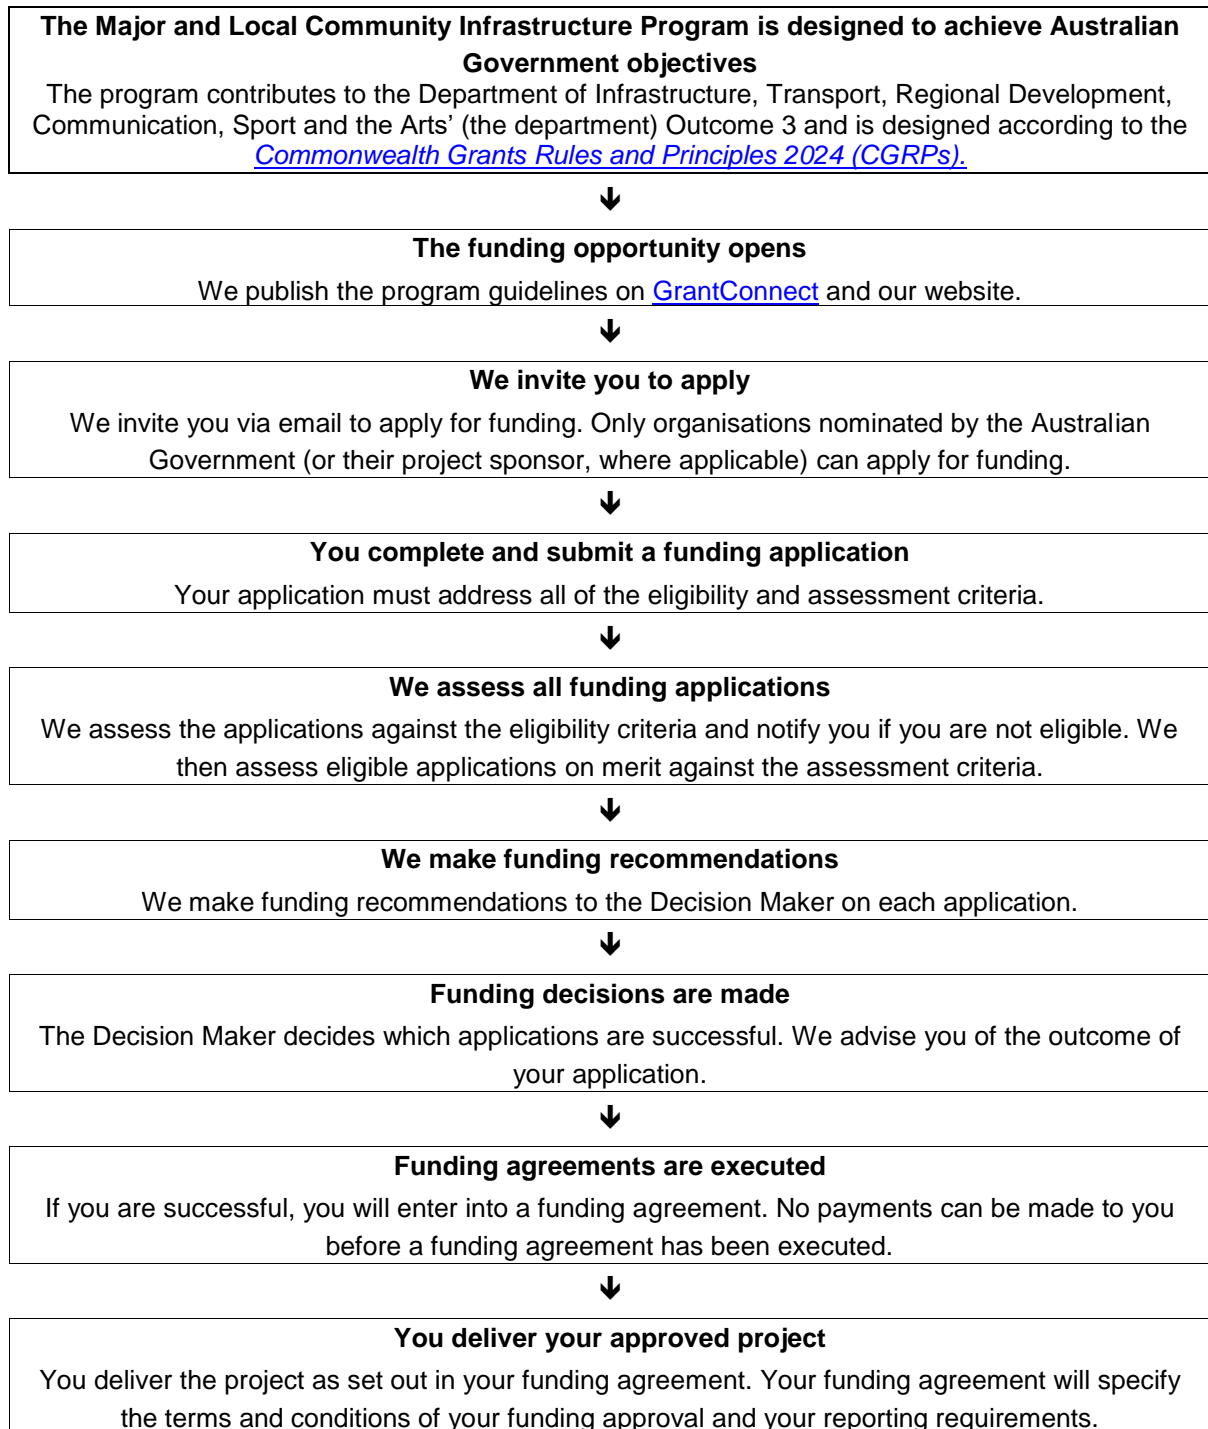 The Major and Local Community Infrastructure Program is designed to achieve Australian
Government objectives
The program contributes to the Department of Infrastructure, Transport, Regional Development,
Communication, Sport and the Arts’ (the department) Outcome 3 and is designed according to the
Commonwealth Grants Rules and Principles 2024 (CGRPs).
The funding opportunity opens
We publish the program guidelines on GrantConnect and our website.
We invite you to apply
We invite you via email to apply for funding. Only organisations nominated by the Australian
Government (or their project sponsor, where applicable) can apply for funding.
You complete and submit a funding application
Your application must address all of the eligibility and assessment criteria.
We assess all funding applications
We assess the applications against the eligibility criteria and notify you if you are not eligible. We
then assess eligible applications on merit against the assessment criteria.
We make funding recommendations
We make funding recommendations to the Decision Maker on each application.
Funding decisions are made
The Decision Maker decides which applications are successful. We advise you of the outcome of
your application.
Funding agreements are executed
If you are successful, you will enter into a funding agreement. No payments can be made to you
before a funding agreement has been executed.
You deliver your approved project
You deliver the project as set out in your funding agreement. Your funding agreement will specify
the terms and conditions of your funding approval and your reporting requirements.